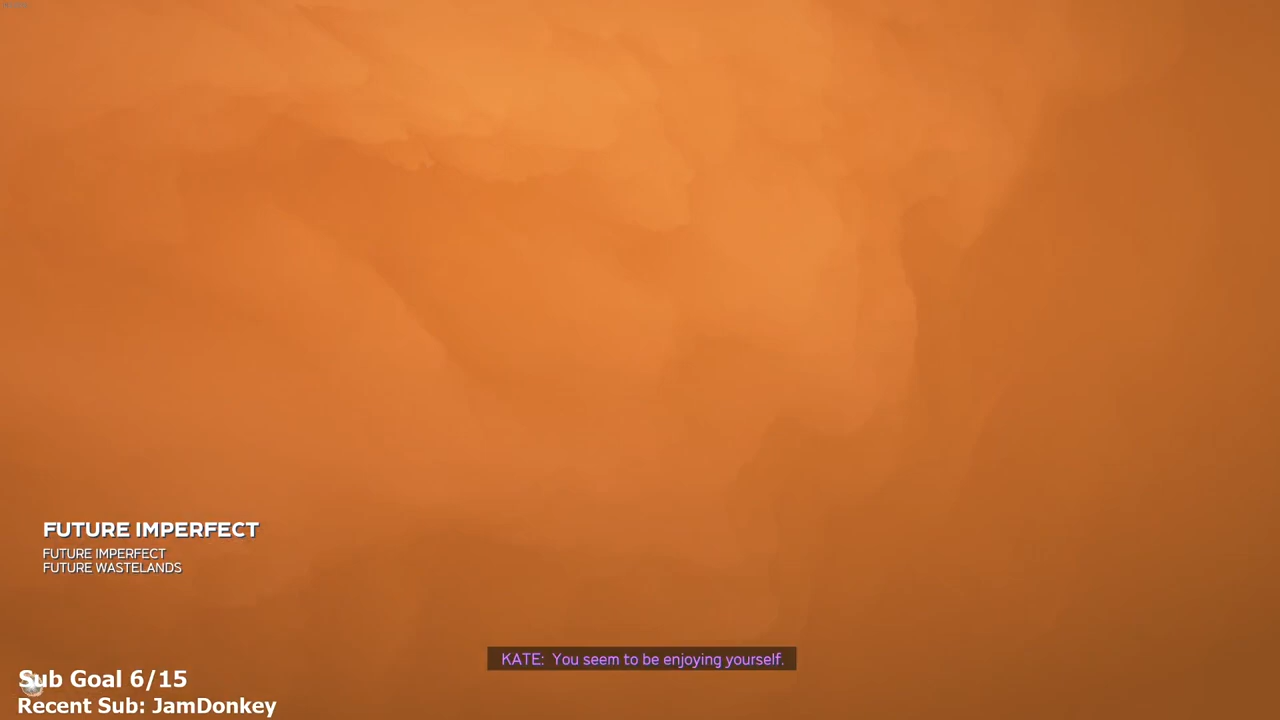 FUTURE IMPERFECT
FUTURE IMPERFECT
FUTURE WASTELANDS
KATE: You seem to be enjoying yourself.
Sub Goal 6/15
Recent Sub: JamDonkey